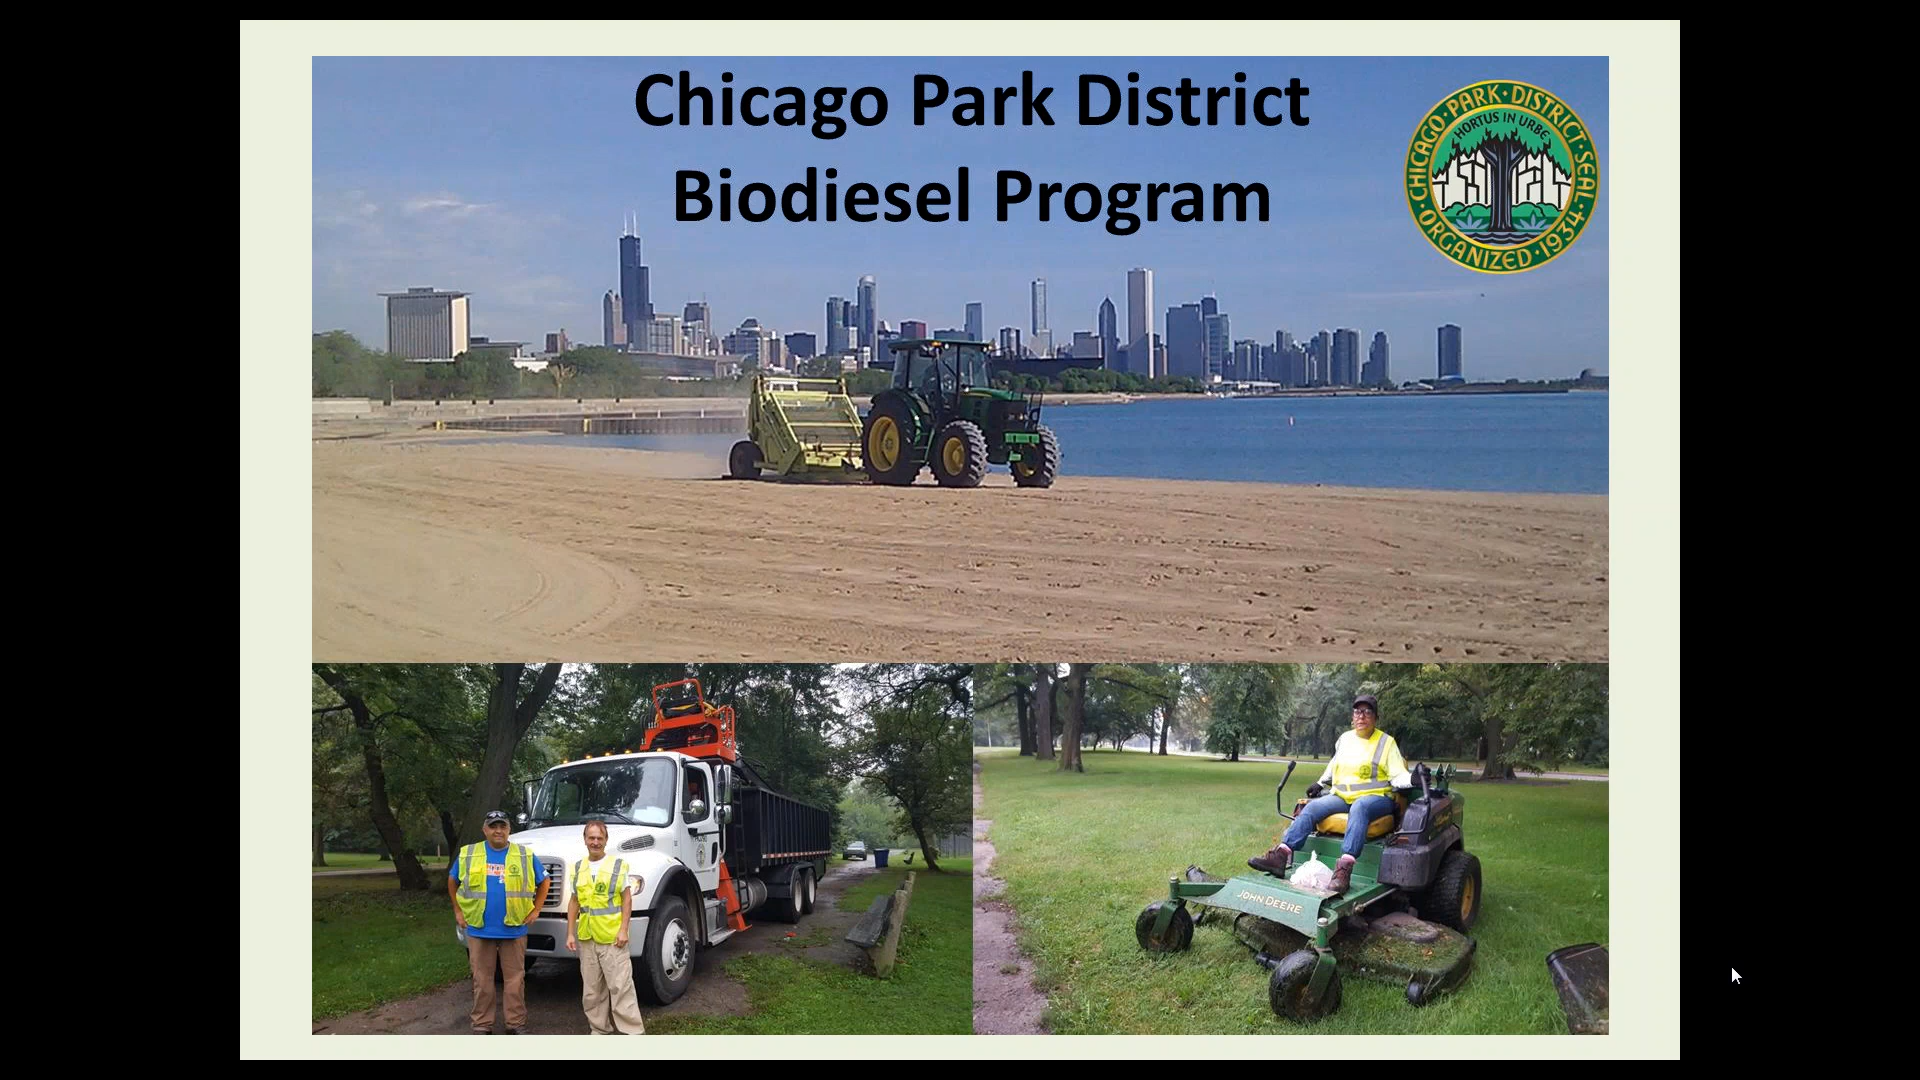 Chicago Park District
Biodiesel Program
CHICAGO·PARK·DISTRICT·SEAL·
HORTUS IN URBE
ORGANIZED·1934·
JOHN DEERE